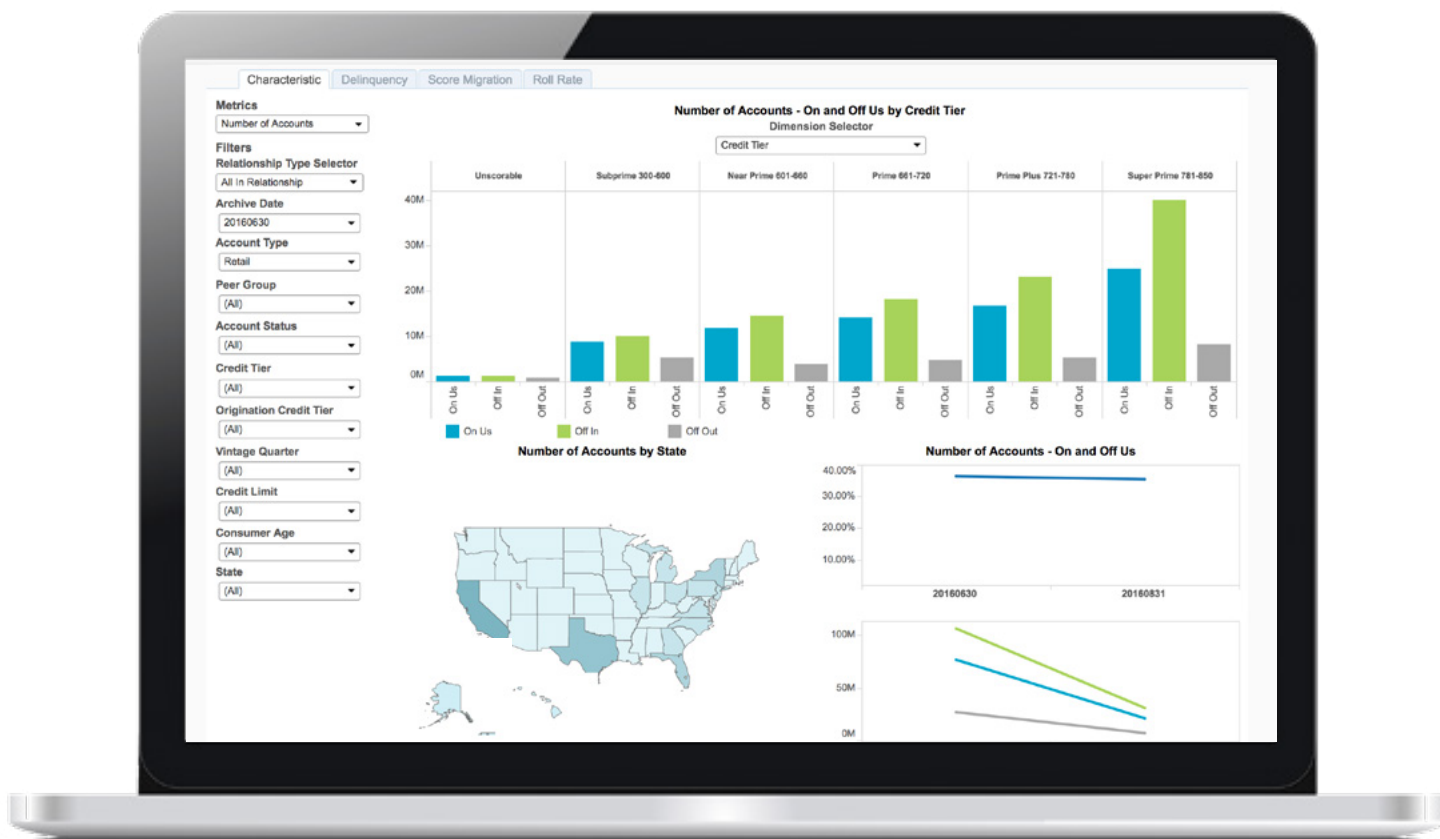 Characteristic Delinquency Score Migration Roll Rate
Metrics
Number of Accounts
Filters
Relationship Type Selector
All In Relationship
Archive Date
20160630
Account Type
Retail
Peer Group
(All)
Account Status
(All)
Credit Tier
(All)
Origination Credit Tier
(All)
Vintage Quarter
(All)
Credit Limit
(All)
Consumer Age
(All)
State
(All)
Number of Accounts - On and Off Us by Credit Tier
Dimension Selector
Credit Tier
Unscorable Subprime 300-600 Near Prime 601-660 Prime 661-720 Prime Plus 721-780 Super Prime 781-850
40M
30M
20M
10M
0M
On Us Off In Off Out On Us Off In Off Out On Us Off In Off Out On Us Off In Off Out On Us Off In Off Out On Us Off In Off Out
On Us Off In Off Out
Number of Accounts by State
Number of Accounts - On and Off Us
40.00%
30.00%
20.00%
10.00%
20160630 20160831
100M
50M
0M